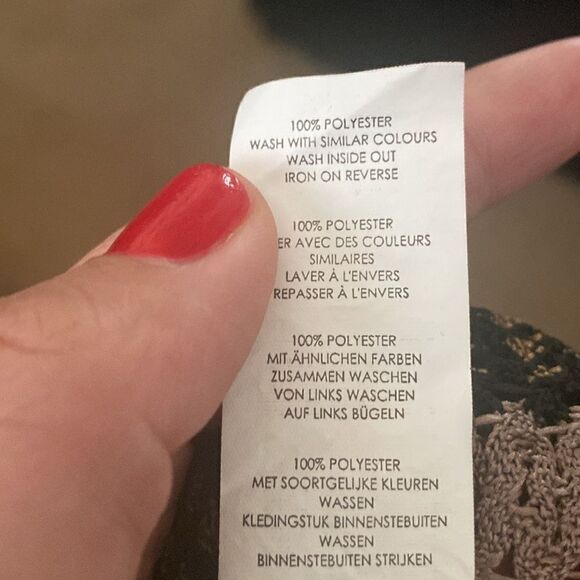 100% POLYESTER
WASH WITH SIMILAR COLOURS
WASH INSIDE OUT
IRON ON REVERSE
100% POLYESTER
AVEC DES COULEURS
SIMILAIRES
LAVER À L'ENVERS
REPASSER À L'ENVERS
100% POLYESTER
MIT ÄHNLICHEN FARBEN
ZUSAMMEN WASCHEN
VON LINKS WASCHEN
AUF LINKS BÜGELN
100% POLYESTER
MET SOORTGELIJKE KLEUREN
WASSEN
KLEDINGSTUK BINNENSTEBUITEN
WASSEN
BINNENSTEBUITEN STRIJKEN